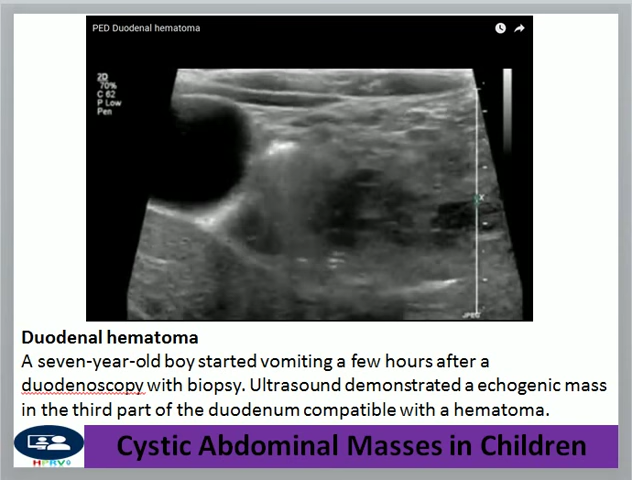 PED Duodenal hematoma
2D
70%
C 62
P Low
Pen
x
JPEG
Duodenal hematoma
A seven-year-old boy started vomiting a few hours after a
duodenoscopy with biopsy. Ultrasound demonstrated a echogenic mass
in the third part of the duodenum compatible with a hematoma.
HPRV
Cystic Abdominal Masses in Children